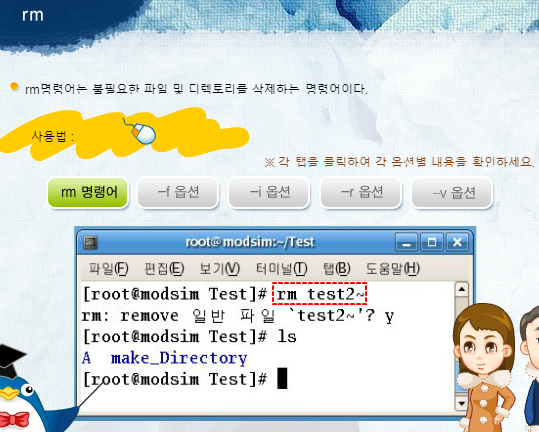 rm
rm명령어는 불필요한 파일 및 디렉토리를 삭제하는 명령어이다.
사용법 :
※ 각 탭을 클릭하여 각 옵션별 내용을 확인하세요.
rm 명령어 –f 옵션 –i 옵션 –r 옵션 –v 옵션
root@modsim:~/Test
파일(F) 편집(E) 보기(V) 터미널(T) 탭(B) 도움말(H)
[root@modsim Test]# rm test2~
rm: remove 일반 파일 `test2~'? y
[root@modsim Test]# ls
A make_Directory
[root@modsim Test]#